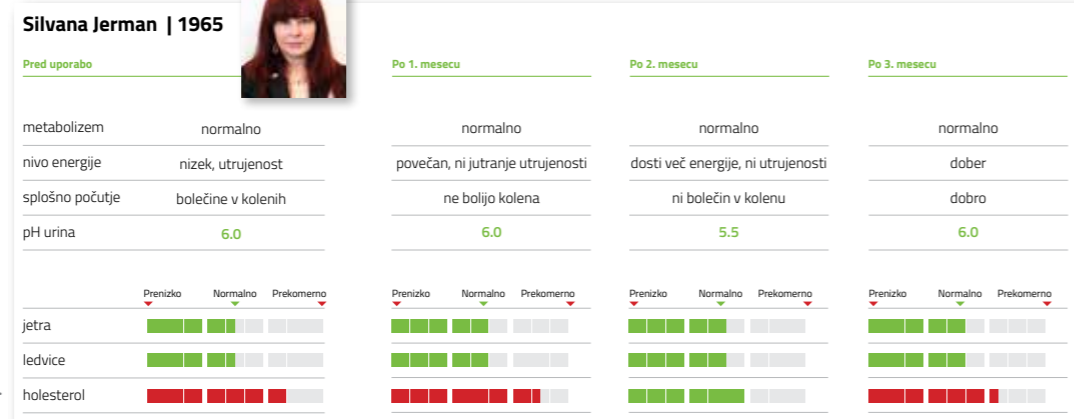 Silvana Jerman | 1965
Pred uporabo Po 1. mesecu Po 2. mesecu Po 3. mesecu
metabolizem normalno normalno normalno normalno
nivo energije nizek, utrujenost povečan, ni jutranje utrujenosti dosti več energije, ni utrujenosti dober
splošno počutje bolečine v kolenih ne bolijo kolena ni bolečin v kolenu dobro
pH urina 6.0 6.0 5.5 6.0
Prenizko Normalno Prekomerno Prenizko Normalno Prekomerno Prenizko Normalno Prekomerno Prenizko Normalno Prekomerno
jetra
ledvice
holesterol